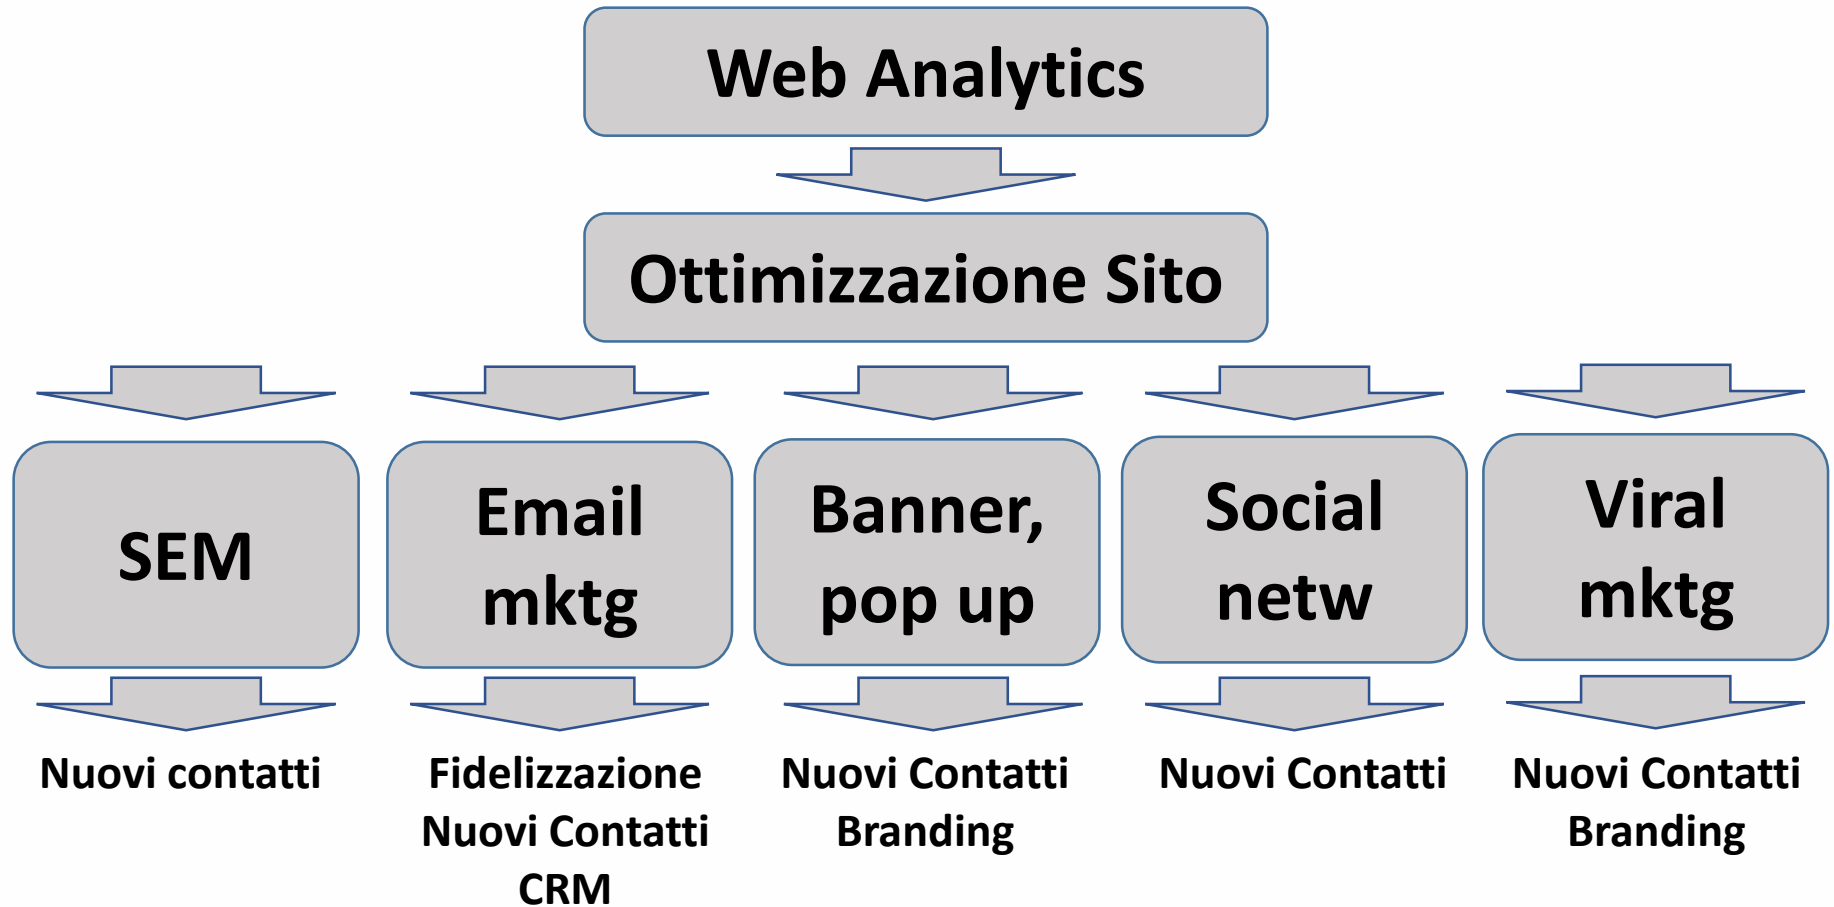 Web Analytics
Ottimizzazione Sito
SEM
Email
mktg
Banner,
pop up
Social
netw
Viral
mktg
Nuovi contatti
Fidelizzazione
Nuovi Contatti
CRM
Nuovi Contatti
Branding
Nuovi Contatti
Nuovi Contatti
Branding